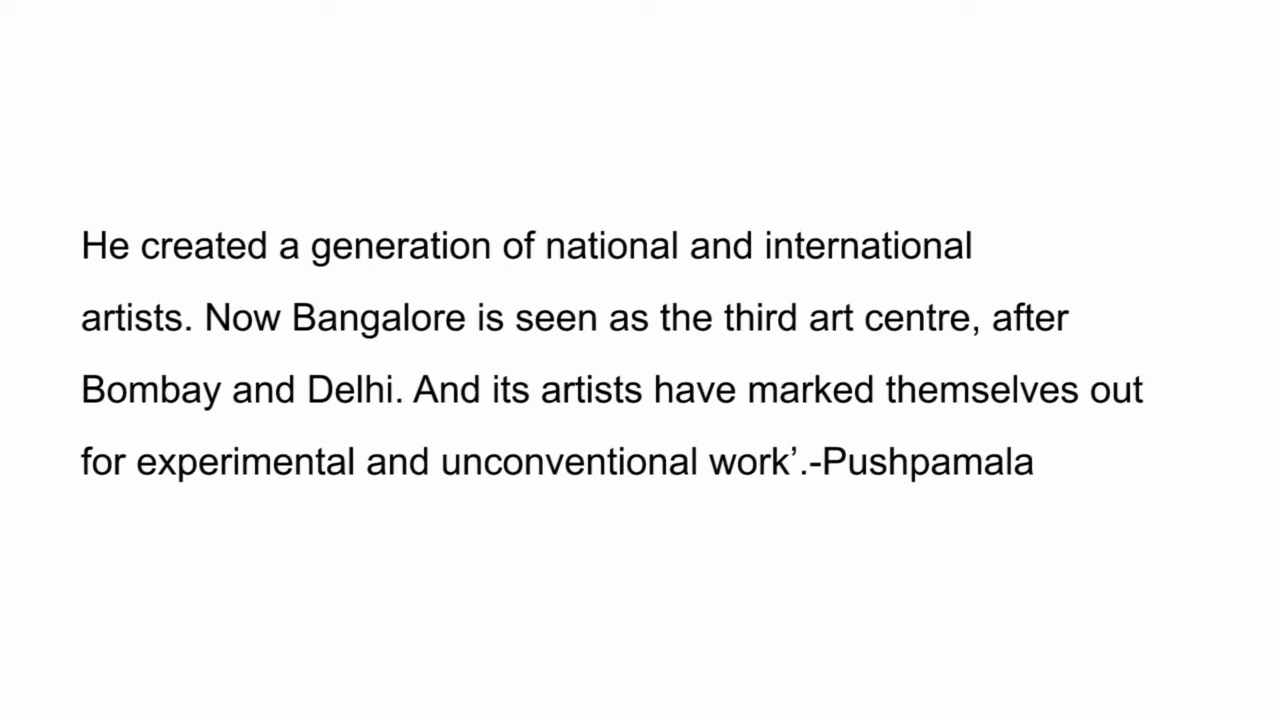 He created a generation of national and international
artists. Now Bangalore is seen as the third art centre, after
Bombay and Delhi. And its artists have marked themselves out
for experimental and unconventional work’.-Pushpamala